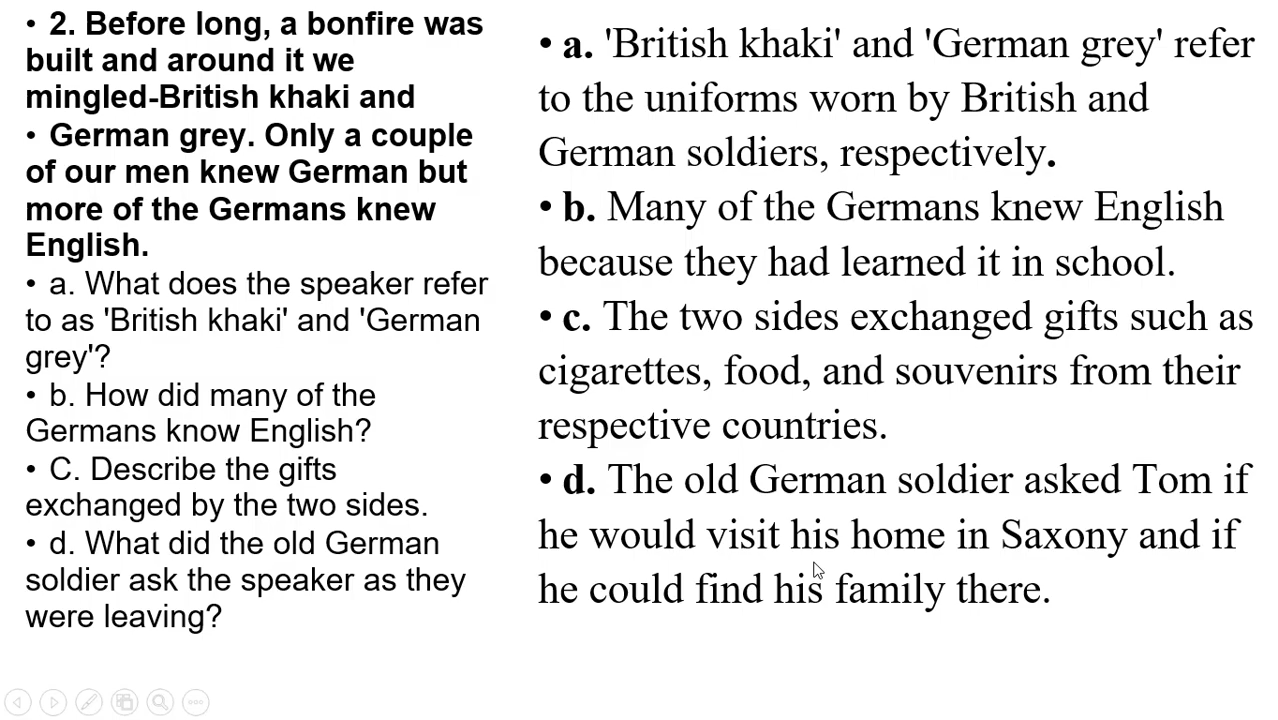 • 2. Before long, a bonfire was
built and around it we
mingled-British khaki and
• German grey. Only a couple
of our men knew German but
more of the Germans knew
English.
• a. What does the speaker refer
to as 'British khaki' and 'German
grey'?
• b. How did many of the
Germans know English?
• C. Describe the gifts
exchanged by the two sides.
• d. What did the old German
soldier ask the speaker as they
were leaving?
• a. 'British khaki' and 'German grey' refer
to the uniforms worn by British and
German soldiers, respectively.
• b. Many of the Germans knew English
because they had learned it in school.
• c. The two sides exchanged gifts such as
cigarettes, food, and souvenirs from their
respective countries.
• d. The old German soldier asked Tom if
he would visit his home in Saxony and if
he could find his family there.